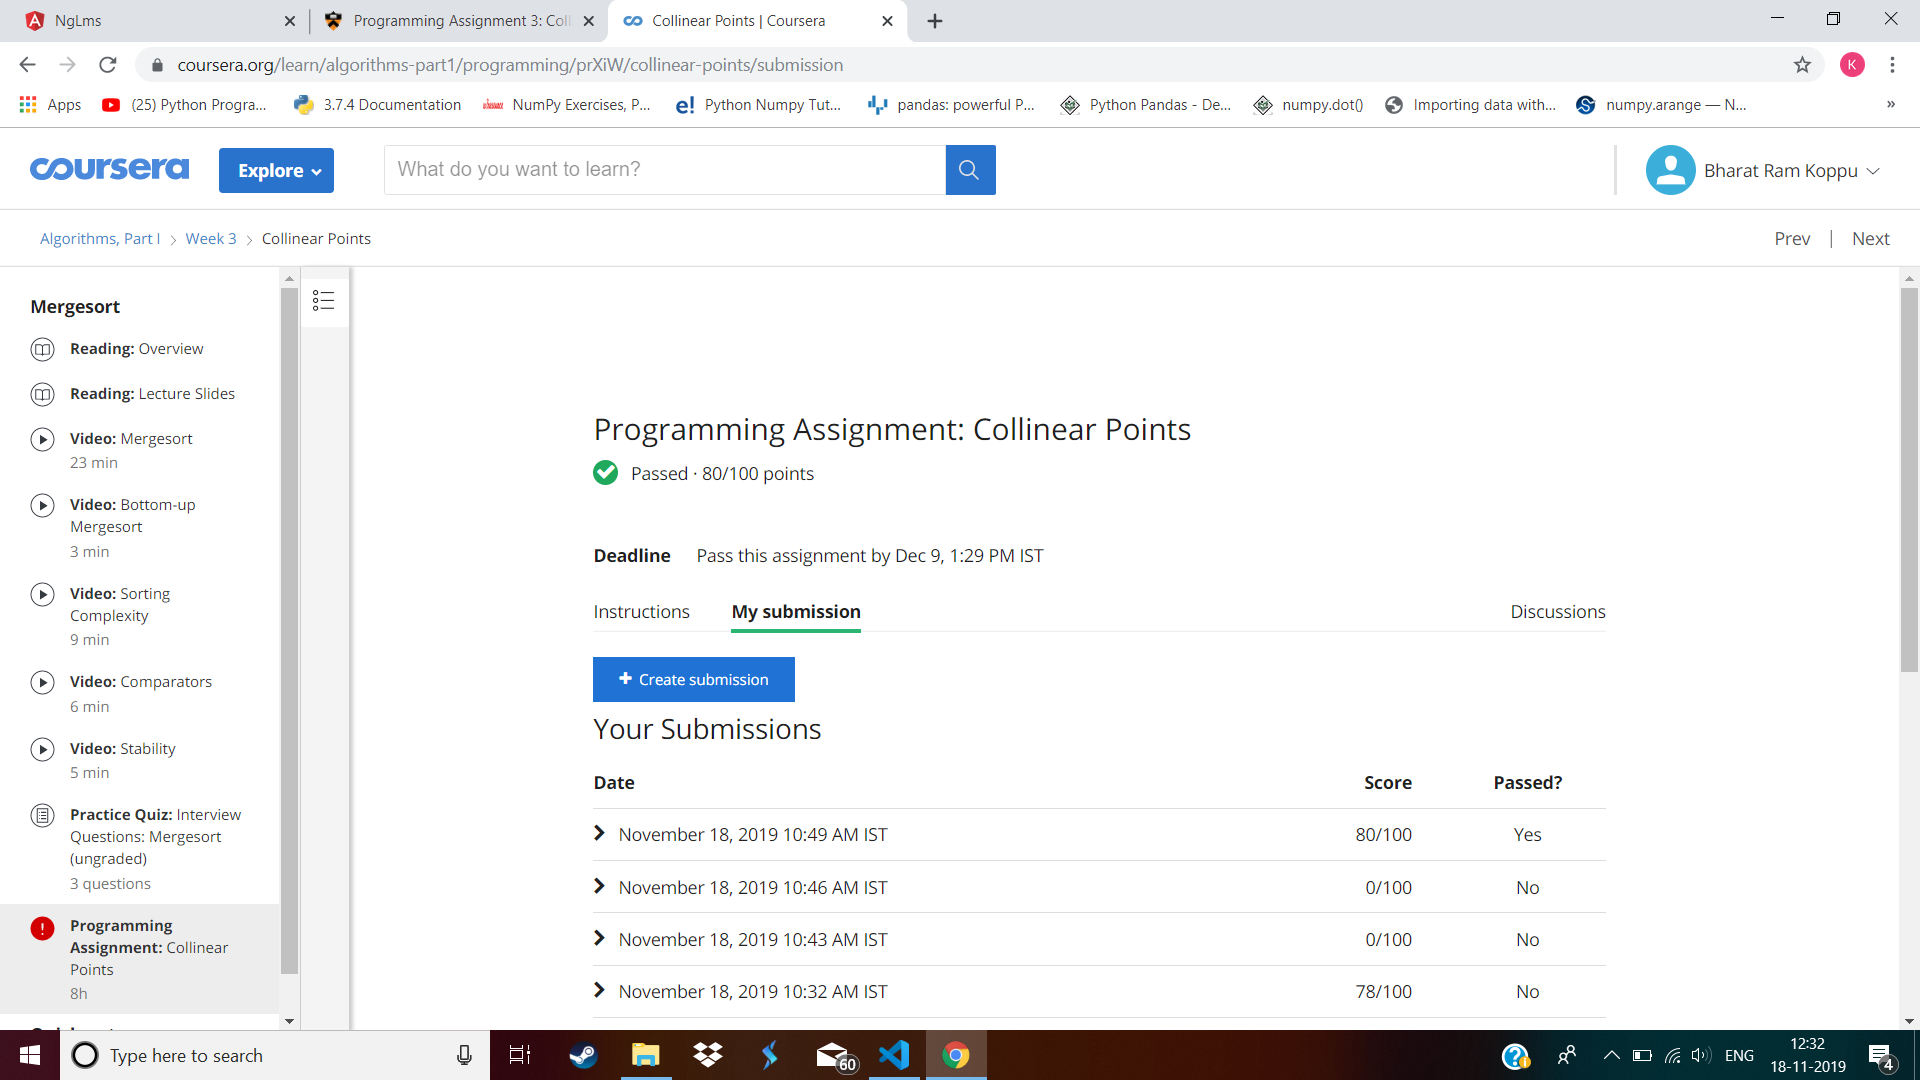 NgLms
Programming Assignment 3: Coll
Collinear Points | Coursera
coursera.org/learn/algorithms-part1/programming/prXiW/collinear-points/submission
K
Apps
(25) Python Progra...
3.7.4 Documentation
NumPy Exercises, P...
e! Python Numpy Tut...
pandas: powerful P...
Python Pandas - De...
numpy.dot()
Importing data with...
numpy.arange — N...
»
coursera
Explore
What do you want to learn?
Bharat Ram Koppu
Algorithms, Part I > Week 3 > Collinear Points
Prev | Next
Mergesort
Reading: Overview
Reading: Lecture Slides
Video: Mergesort
23 min
Video: Bottom-up
Mergesort
3 min
Video: Sorting
Complexity
9 min
Video: Comparators
6 min
Video: Stability
5 min
Practice Quiz: Interview
Questions: Mergesort
(ungraded)
3 questions
Programming
Assignment: Collinear
Points
8h
Programming Assignment: Collinear Points
Passed · 80/100 points
Deadline Pass this assignment by Dec 9, 1:29 PM IST
Instructions My submission Discussions
+ Create submission
Your Submissions
Date Score Passed?
November 18, 2019 10:49 AM IST 80/100 Yes
November 18, 2019 10:46 AM IST 0/100 No
November 18, 2019 10:43 AM IST 0/100 No
November 18, 2019 10:32 AM IST 78/100 No
Type here to search
60
ENG
12:32
18-11-2019
4